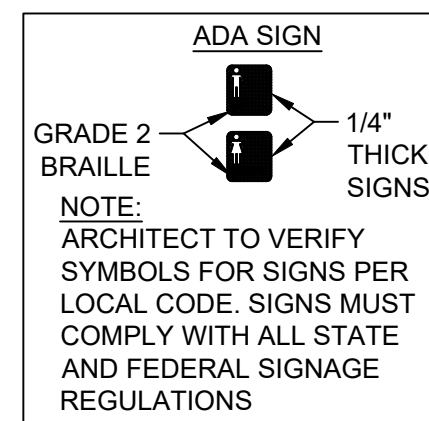 ADA SIGN
GRADE 2
BRAILLE
1/4"
THICK
SIGNS
NOTE:
ARCHITECT TO VERIFY
SYMBOLS FOR SIGNS PER
LOCAL CODE. SIGNS MUST
COMPLY WITH ALL STATE
AND FEDERAL SIGNAGE
REGULATIONS